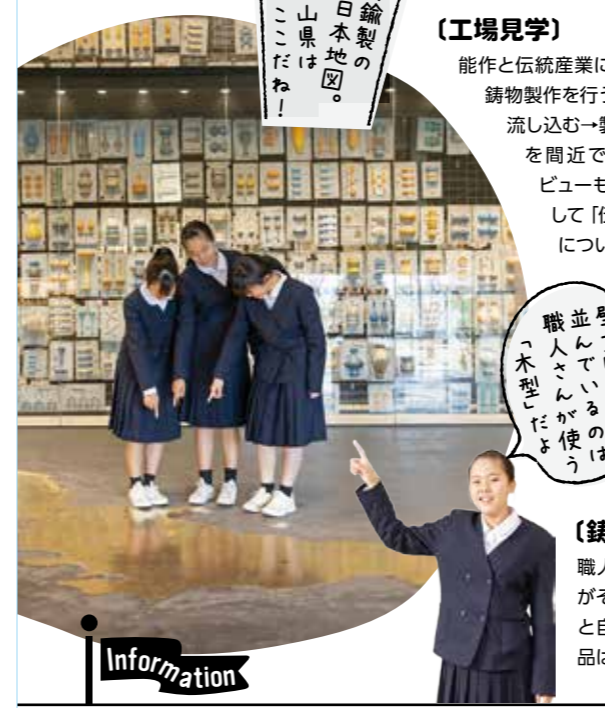 鍮製の
日本地図。
山県は
ここだね！
〔工場見学〕
能作と伝統産業に
鋳物製作を行う
流し込む→製
を間近で
ビューも
して「伝
につい
並んでいるのは
職人さんが使う
「木型」だよ
〔鋳
職人
がそ
と自
品は
Information